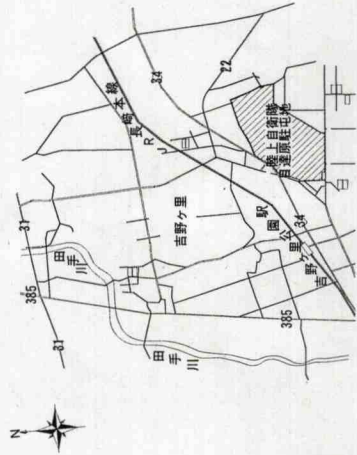 N
31
385
31
田手川
田手川
385
吉野ヶ里
JR長崎本線
34
22
陸上自衛隊
目達原駐屯地
34
吉野ヶ里公園駅